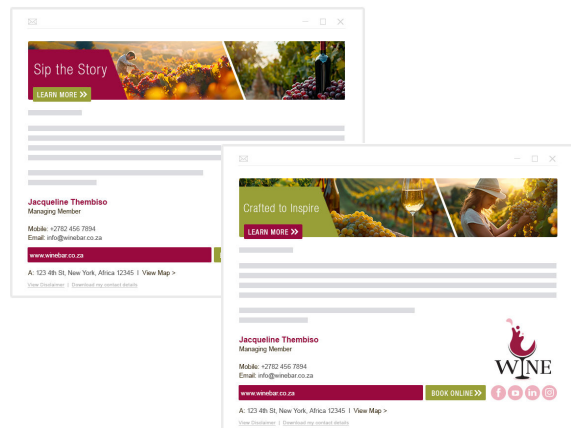 Sip the Story
LEARN MORE >>
Jacqueline Thembiso
Managing Member
Mobile: +2782 456 7894
Email: info@winebar.co.za
www.winebar.co.za
A: 123 4th St, New York, Africa 12345 I View Map >
View Disclaimer | Download my contact details
Crafted to Inspire
LEARN MORE >>
Jacqueline Thembiso
Managing Member
Mobile: +2782 456 7894
Email: info@winebar.co.za
WINE
www.winebar.co.za
BOOK ONLINE >>
A: 123 4th St, New York, Africa 12345 I View Map >
View Disclaimer | Download my contact details